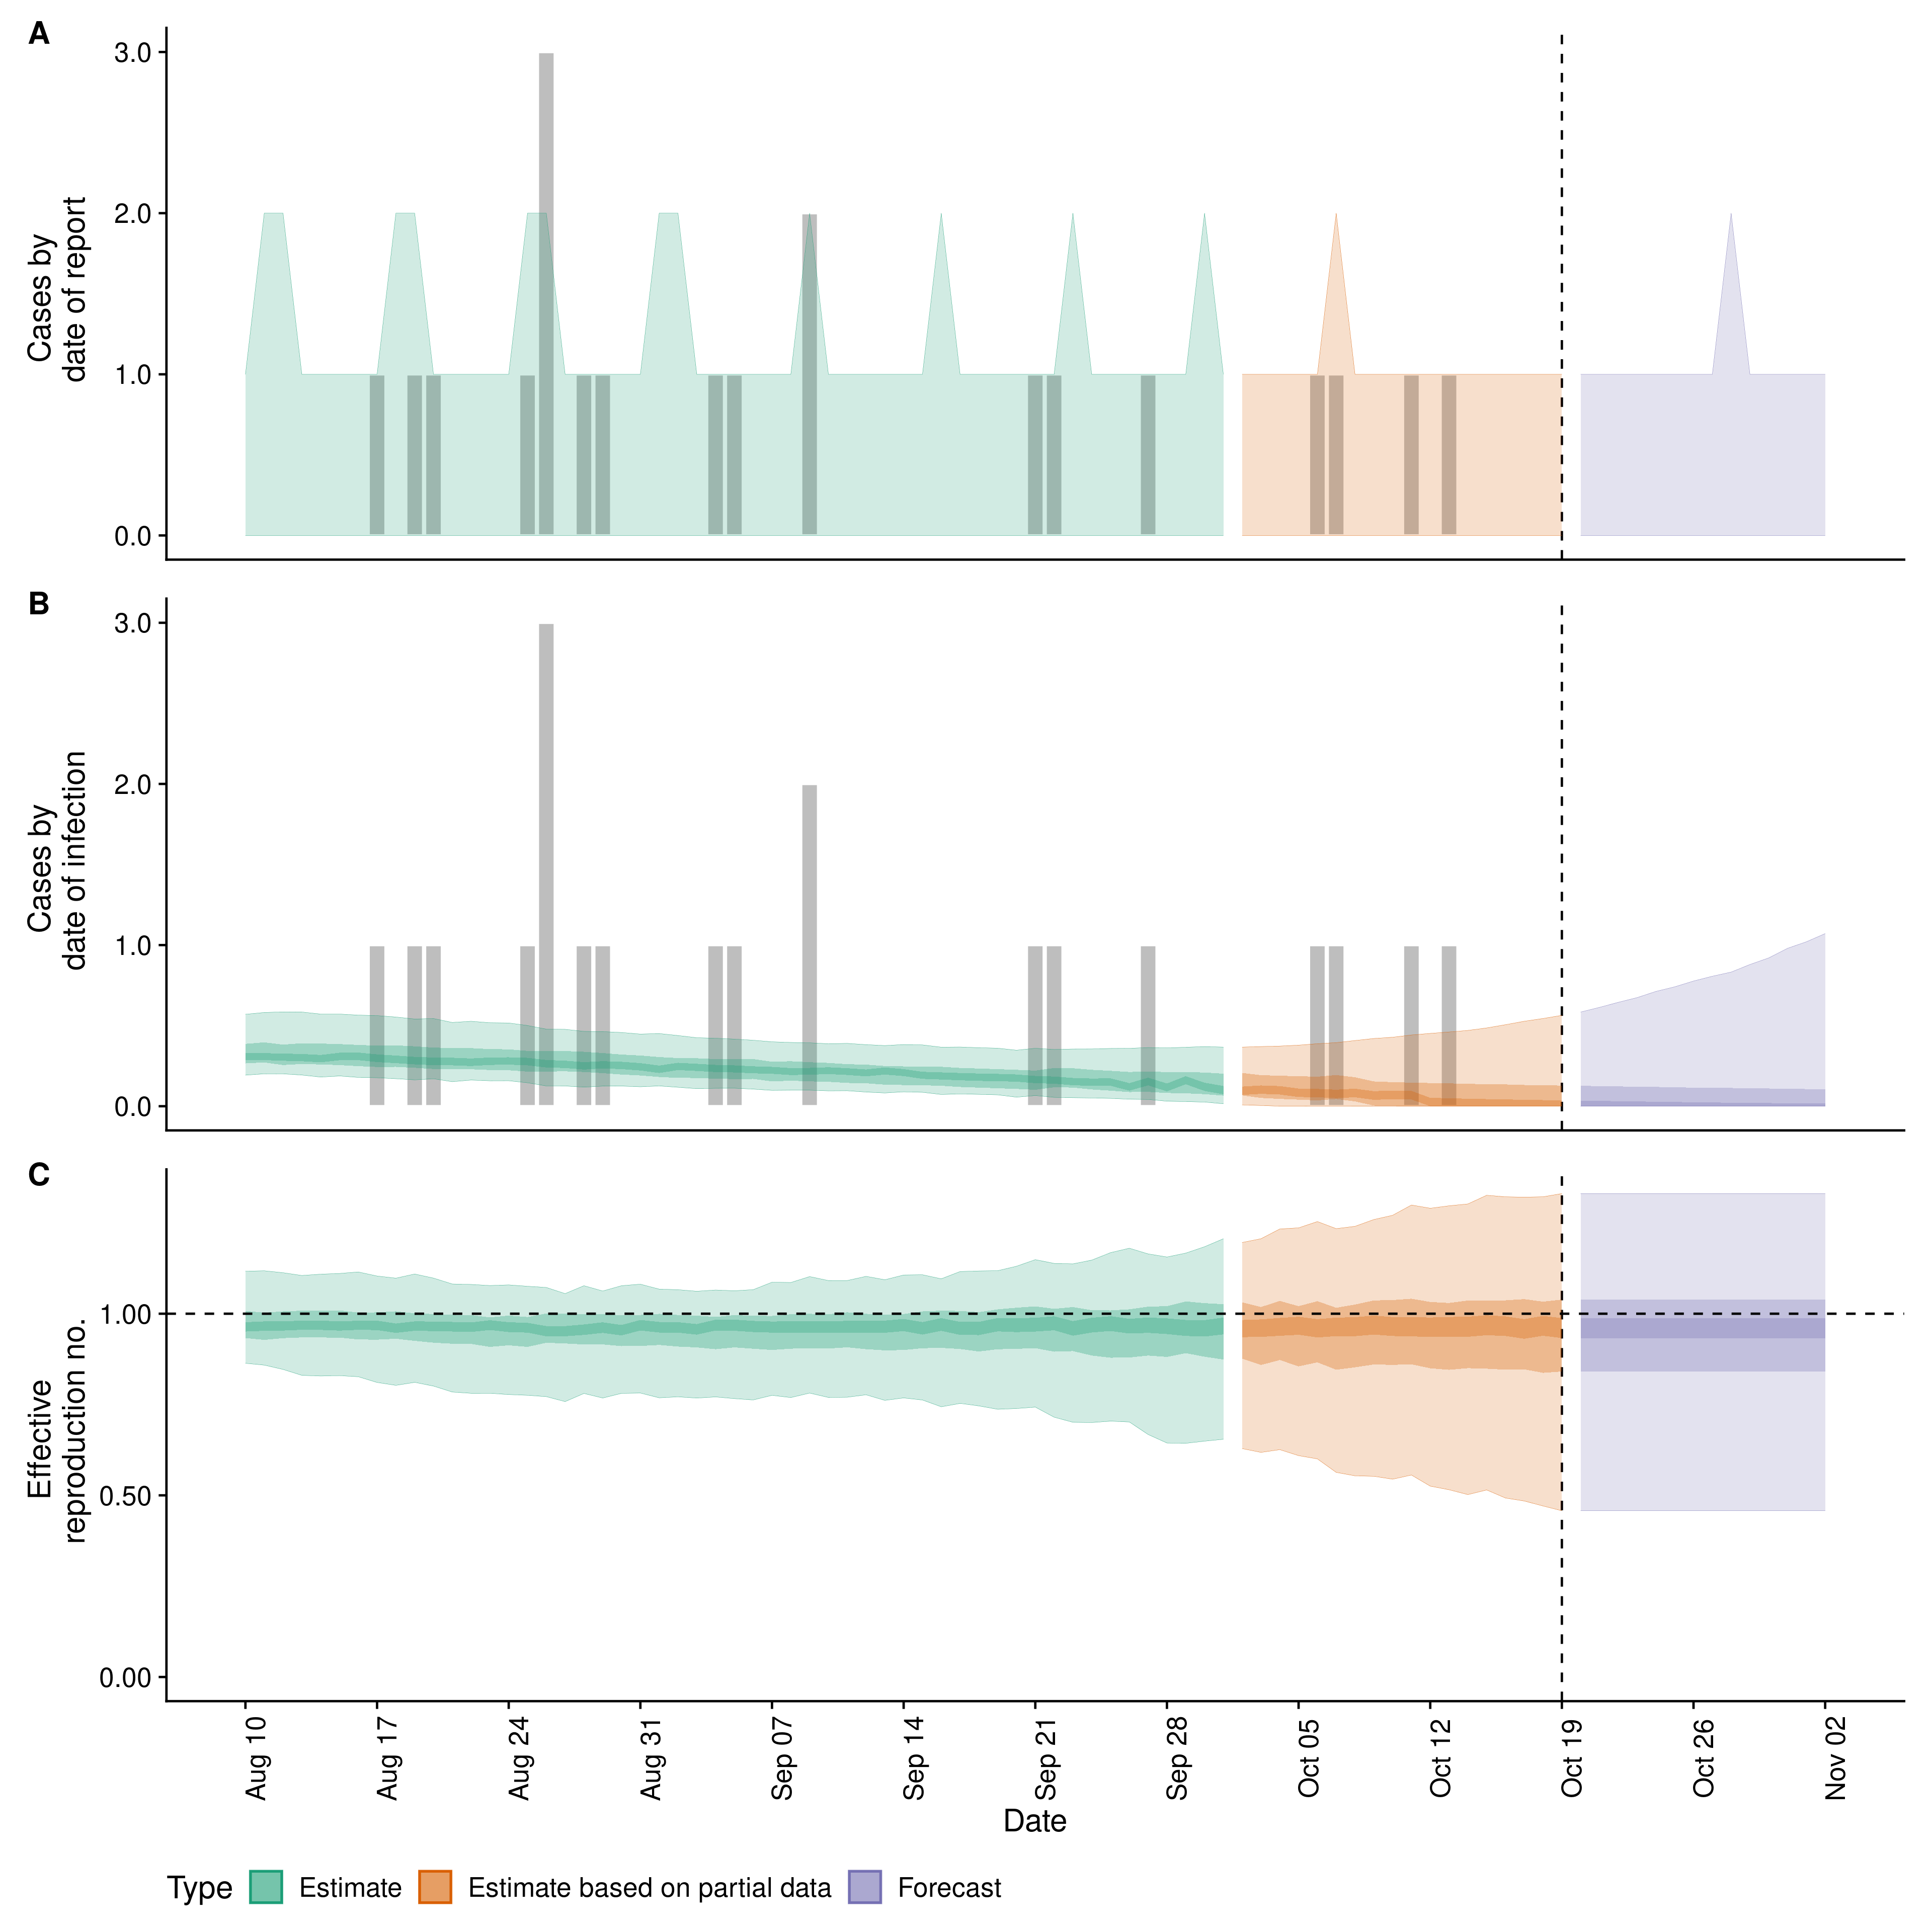 A
Cases by
date of report
3.0
2.0
1.0
0.0
B
Cases by
date of infection
3.0
2.0
1.0
0.0
C
Effective
reproduction no.
1.00
0.50
0.00
Aug 10
Aug 17
Aug 24
Aug 31
Sep 07
Sep 14
Sep 21
Sep 28
Oct 05
Oct 12
Oct 19
Oct 26
Nov 02
Date
Type Estimate Estimate based on partial data Forecast